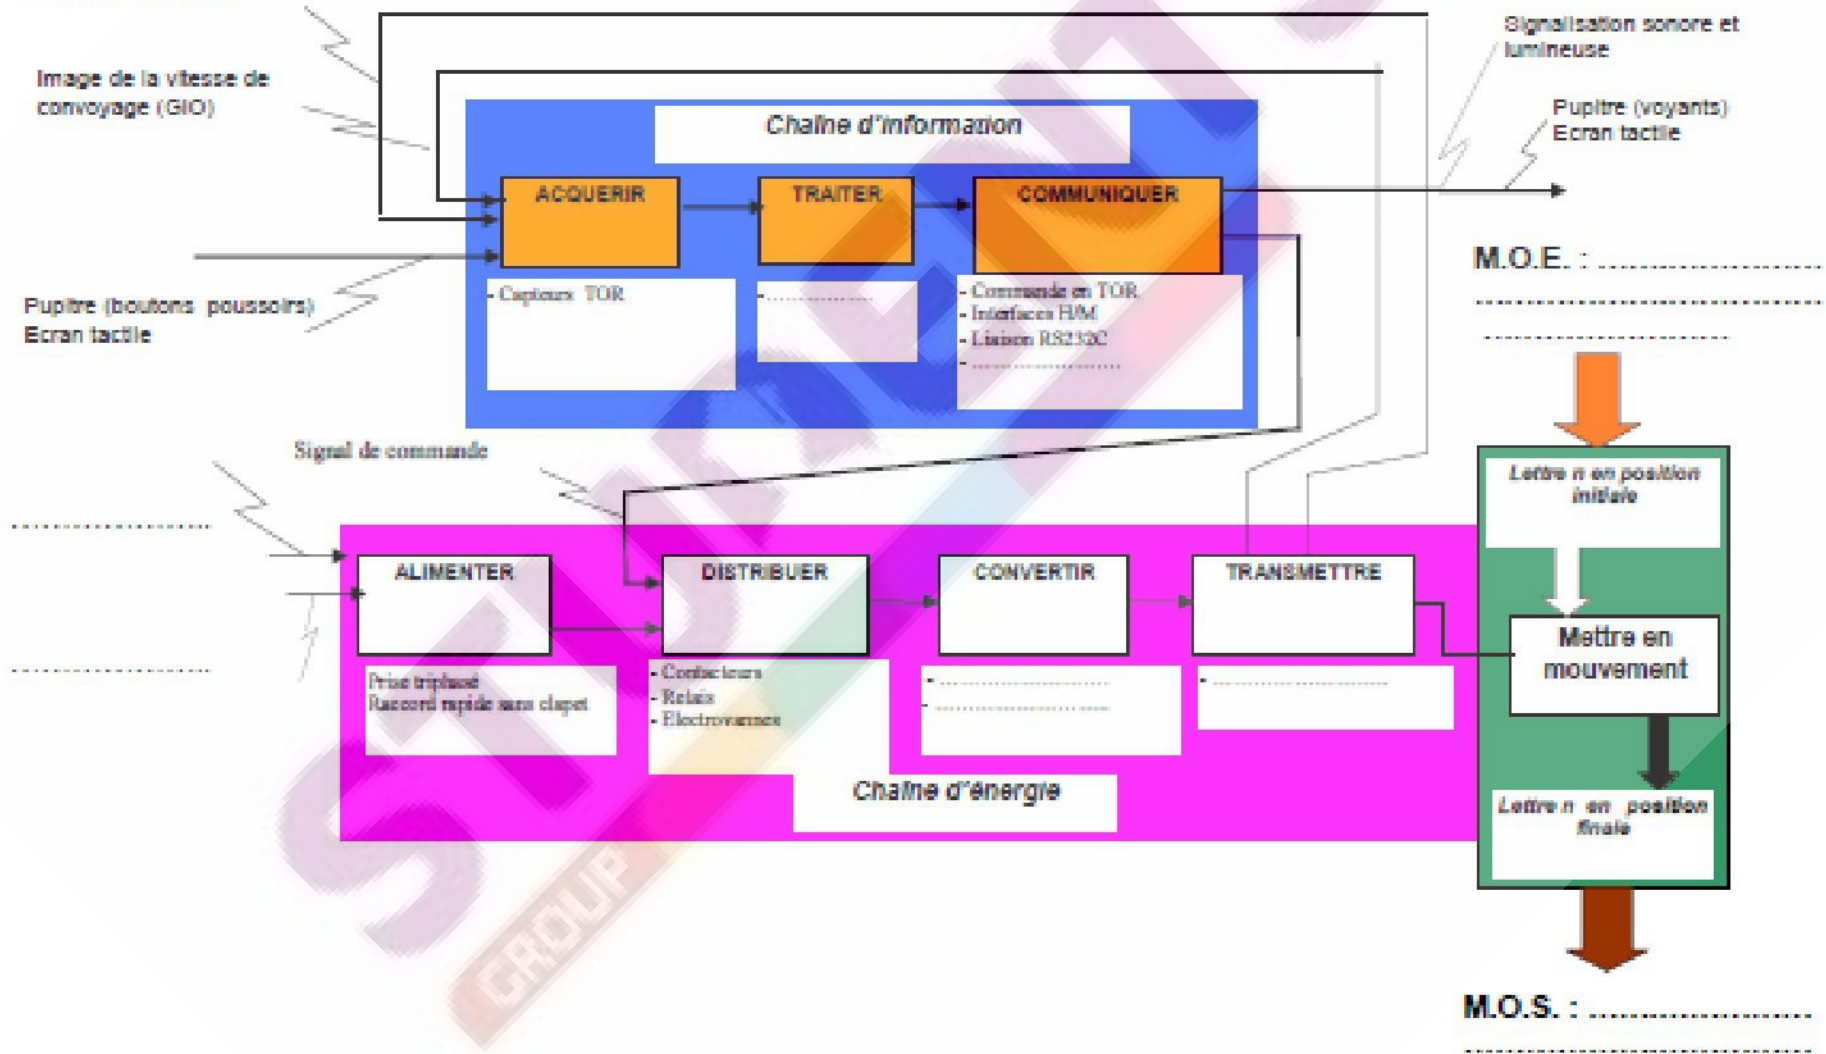 Signalisation sonore et
lumineuse
Image de la vitesse de
convoyage (GIO)
Pupitre (voyants)
Ecran tactile
Chaîne d'information
ACQUERIR
TRAITER
COMMUNIQUER
M.O.E. : ........................
........................
........................
Pupitre (boutons poussoirs)
Ecran tactile
- Capteurs TOR
- ..................
- Commande en TOR
- Interfaces H/M
- Liaison RS232C
- ........................
Signal de commande
Lettre n en position
initiale
........................
ALIMENTER
DISTRIBUER
CONVERTIR
TRANSMETTRE
Mettre en
mouvement
........................
Prise triphasé
Raccord rapide sans clapet
- Contacteurs
- Relais
- Electrovannes
- ........................
- ........................
- ........................
Chaîne d'énergie
Lettre n en position
finale
M.O.S. : ........................
........................
STUDENT
GROUP